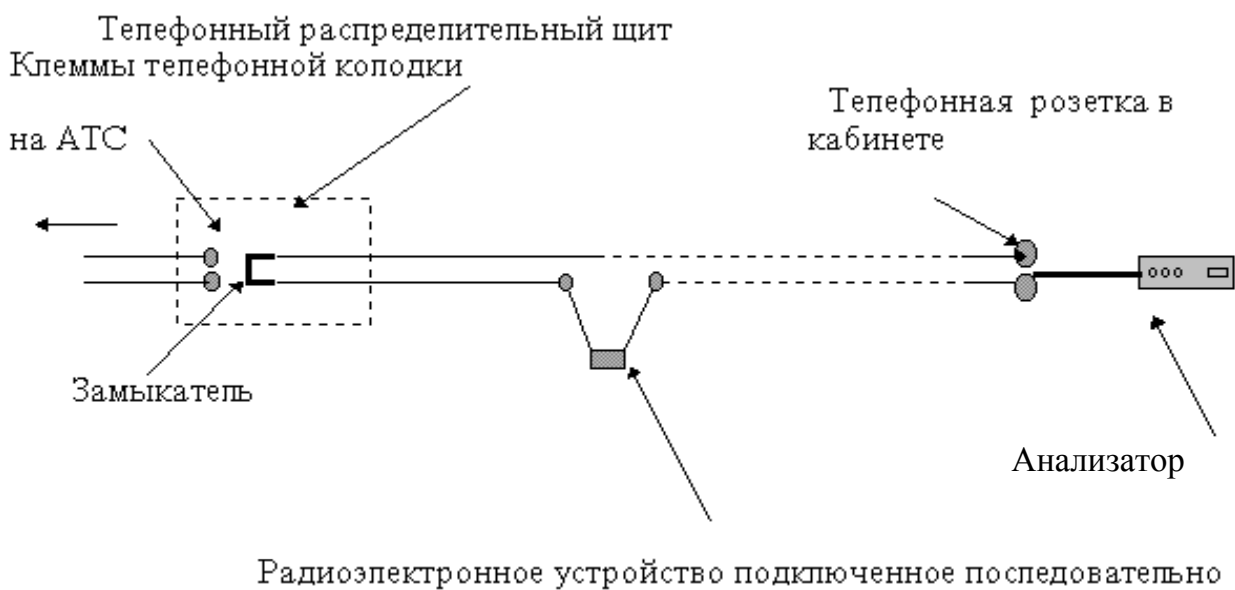 Телефонный распределительный щит
Клеммы телефонной колодки
на АТС
Телефонная розетка в
кабинете
Замыкатель
Анализатор
Радиоэлектронное устройство подключенное последовательно